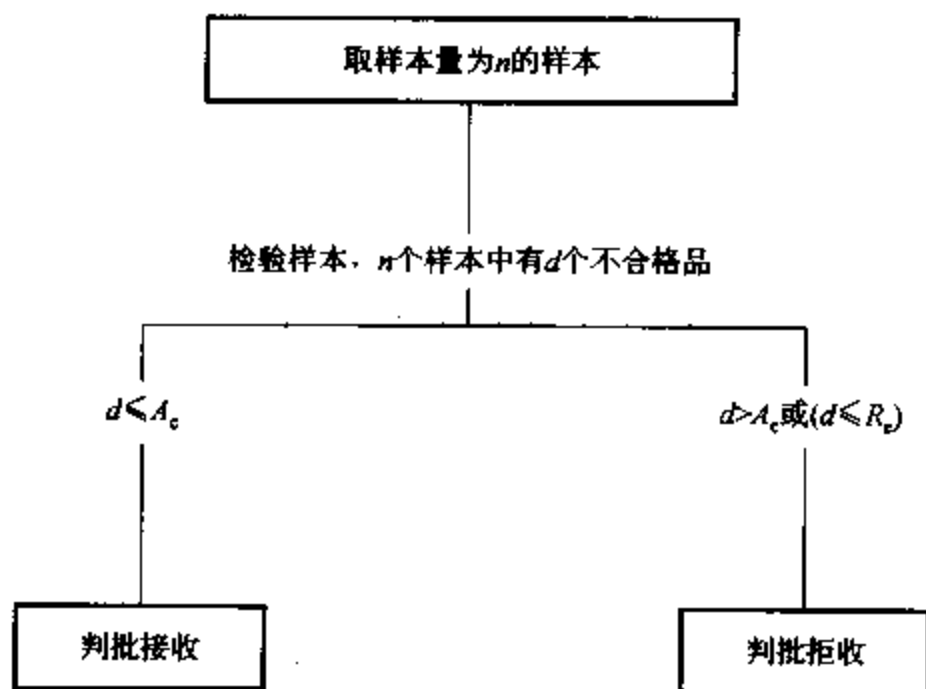 取样本量为n的样本
检验样本，n个样本中有d个不合格品
d≤Ac
d>Ac或(d≤Rc)
判批接收
判批拒收